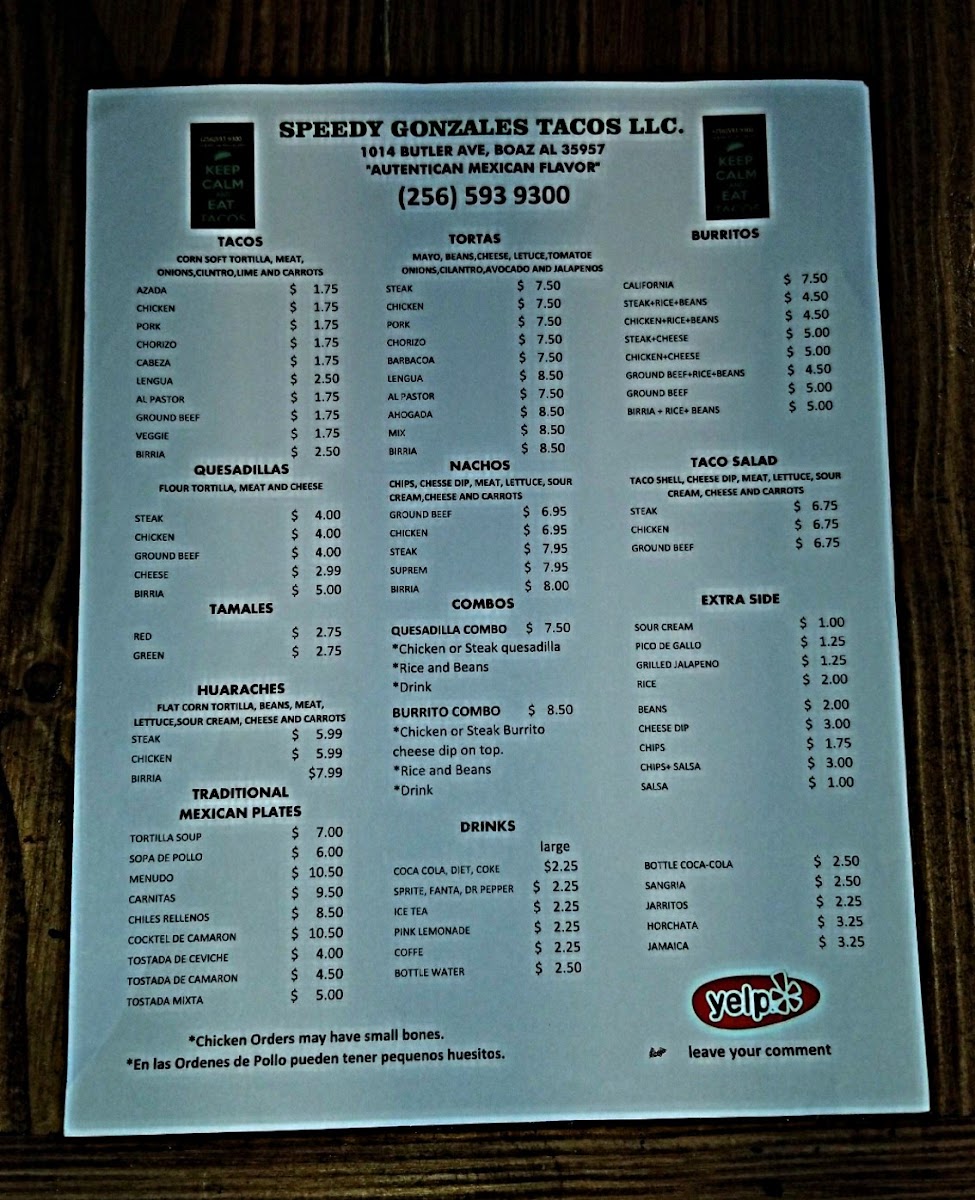 SPEEDY GONZALES TACOS LLC.
1014 BUTLER AVE, BOAZ AL 35957
"AUTENTICAN MEXICAN FLAVOR"
(256) 593 9300
KEEP
CALM
AND
EAT
TACOS
KEEP
CALM
AND
EAT
TACOS
TACOS
CORN SOFT TORTILLA, MEAT,
ONIONS,CILNTRO,LIME AND CARROTS
AZADA $ 1.75
CHICKEN $ 1.75
PORK $ 1.75
CHORIZO $ 1.75
CABEZA $ 1.75
LENGUA $ 2.50
AL PASTOR $ 1.75
GROUND BEEF $ 1.75
VEGGIE $ 1.75
BIRRIA $ 2.50
QUESADILLAS
FLOUR TORTILLA, MEAT AND CHEESE
STEAK $ 4.00
CHICKEN $ 4.00
GROUND BEEF $ 4.00
CHEESE $ 2.99
BIRRIA $ 5.00
TAMALES
RED $ 2.75
GREEN $ 2.75
HUARACHES
FLAT CORN TORTILLA, BEANS, MEAT,
LETTUCE,SOUR CREAM, CHEESE AND CARROTS
STEAK $ 5.99
CHICKEN $ 5.99
BIRRIA $7.99
TRADITIONAL
MEXICAN PLATES
TORTILLA SOUP $ 7.00
SOPA DE POLLO $ 6.00
MENUDO $ 10.50
CARNITAS $ 9.50
CHILES RELLENOS $ 8.50
COCKTEL DE CAMARON $ 10.50
TOSTADA DE CEVICHE $ 4.00
TOSTADA DE CAMARON $ 4.50
TOSTADA MIXTA $ 5.00
TORTAS
MAYO, BEANS,CHEESE, LETUCE,TOMATOE
ONIONS,CILANTRO,AVOCADO AND JALAPENOS
STEAK $ 7.50
CHICKEN $ 7.50
PORK $ 7.50
CHORIZO $ 7.50
BARBACOA $ 7.50
LENGUA $ 8.50
AL PASTOR $ 7.50
AHOGADA $ 8.50
MIX $ 8.50
BIRRIA $ 8.50
NACHOS
CHIPS, CHESSE DIP, MEAT, LETTUCE, SOUR
CREAM,CHEESE AND CARROTS
GROUND BEEF $ 6.95
CHICKEN $ 6.95
STEAK $ 7.95
SUPREM $ 7.95
BIRRIA $ 8.00
COMBOS
QUESADILLA COMBO $ 7.50
*Chicken or Steak quesadilla
*Rice and Beans
*Drink
BURRITO COMBO $ 8.50
*Chicken or Steak Burrito
cheese dip on top.
*Rice and Beans
*Drink
BURRITOS
CALIFORNIA $ 7.50
STEAK+RICE+BEANS $ 4.50
CHICKEN+RICE+BEANS $ 4.50
STEAK+CHEESE $ 5.00
CHICKEN+CHEESE $ 5.00
GROUND BEEF+RICE+BEANS $ 4.50
GROUND BEEF $ 5.00
BIRRIA + RICE+ BEANS $ 5.00
TACO SALAD
TACO SHELL, CHEESE DIP, MEAT, LETTUCE, SOUR
CREAM, CHEESE AND CARROTS
STEAK $ 6.75
CHICKEN $ 6.75
GROUND BEEF $ 6.75
EXTRA SIDE
SOUR CREAM $ 1.00
PICO DE GALLO $ 1.25
GRILLED JALAPENO $ 1.25
RICE $ 2.00
BEANS $ 2.00
CHEESE DIP $ 3.00
CHIPS $ 1.75
CHIPS+ SALSA $ 3.00
SALSA $ 1.00
DRINKS
large
COCA COLA, DIET, COKE $2.25
SPRITE, FANTA, DR PEPPER $ 2.25
ICE TEA $ 2.25
PINK LEMONADE $ 2.25
COFFE $ 2.25
BOTTLE WATER $ 2.50
BOTTLE COCA-COLA $ 2.50
SANGRIA $ 2.50
JARRITOS $ 2.25
HORCHATA $ 3.25
JAMAICA $ 3.25
*Chicken Orders may have small bones.
*En las Ordenes de Pollo pueden tener pequenos huesitos.
yelp
leave your comment